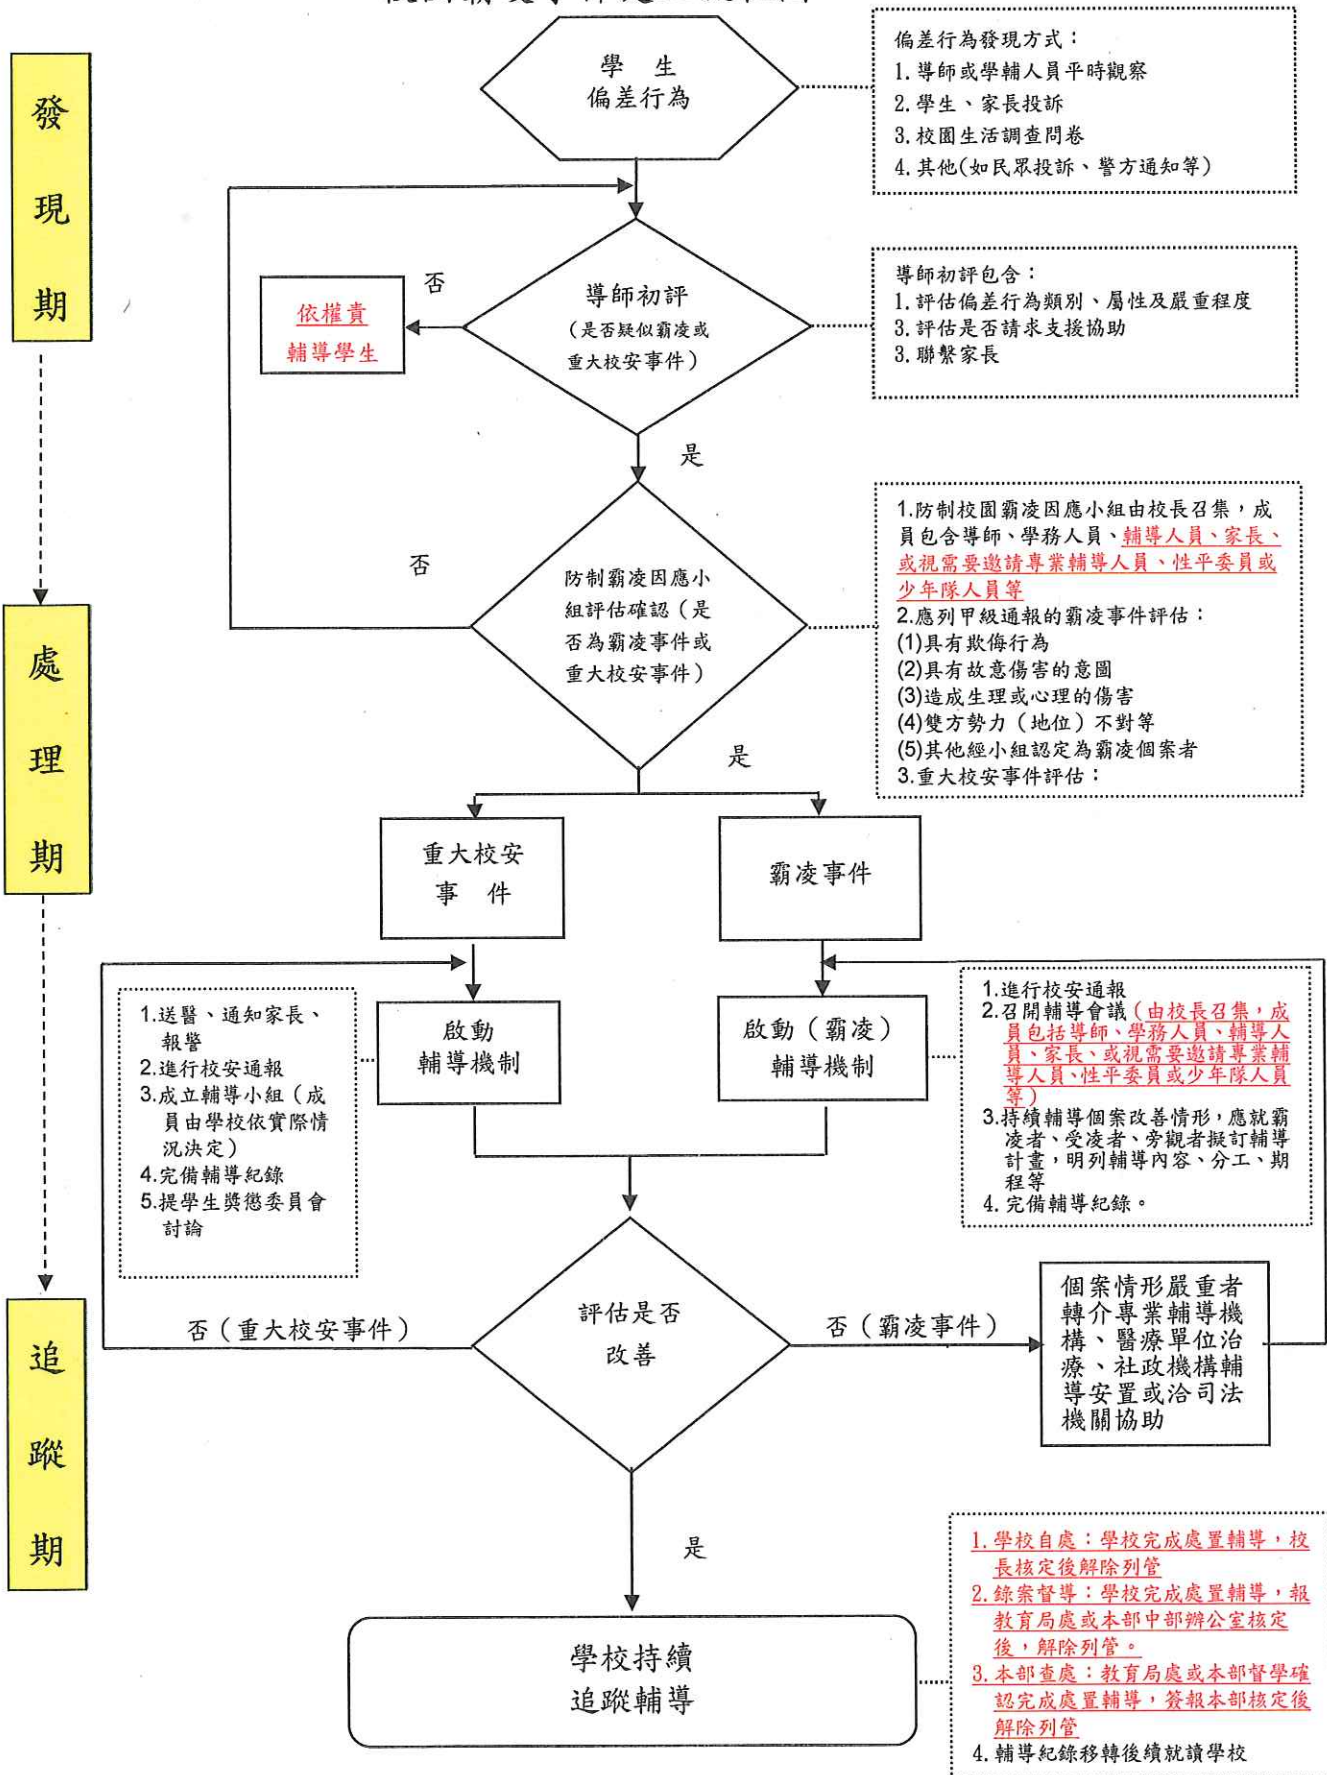 發現期
處理期
追蹤期
學 生
偏差行為
偏差行為發現方式：
1.導師或學輔人員平時觀察
2.學生、家長投訴
3.校園生活調查問卷
4.其他(如民眾投訴、警方通知等)
導師初評
(是否疑似霸凌或
重大校安事件)
否
依權責
輔導學生
導師初評包含：
1.評估偏差行為類別、屬性及嚴重程度
3.評估是否請求支援協助
3.聯繫家長
是
否
防制霸凌因應小
組評估確認（是
否為霸凌事件或
重大校安事件）
1.防制校園霸凌因應小組由校長召集，成
員包含導師、學務人員、輔導人員、家長、
或視需要邀請專業輔導人員、性平委員或
少年隊人員等
2.應列甲級通報的霸凌事件評估：
(1)具有欺侮行為
(2)具有故意傷害的意圖
(3)造成生理或心理的傷害
(4)雙方勢力（地位）不對等
(5)其他經小組認定為霸凌個案者
3.重大校安事件評估：
是
重大校安
事 件
霸凌事件
1.送醫、通知家長、
報警
2.進行校安通報
3.成立輔導小組（成
員由學校依實際情
況決定）
4.完備輔導紀錄
5.提學生獎懲委員會
討論
啟動
輔導機制
啟動（霸凌）
輔導機制
1.進行校安通報
2.召開輔導會議（由校長召集，成
員包括導師、學務人員、輔導人
員、家長、或視需要邀請專業輔
導人員、性平委員或少年隊人員
等）
3.持續輔導個案改善情形，應就霸
凌者、受凌者、旁觀者擬訂輔導
計畫，明列輔導內容、分工、期
程等
4.完備輔導紀錄。
評估是否
改善
否（重大校安事件）
否（霸凌事件）
個案情形嚴重者
轉介專業輔導機
構、醫療單位治
療、社政機構輔
導安置或洽司法
機關協助
是
學校持續
追蹤輔導
1.學校自處：學校完成處置輔導，校
長核定後解除列管
2.錄案督導：學校完成處置輔導，報
教育局處或本部中部辦公室核定
後，解除列管。
3.本部查處：教育局處或本部督學確
認完成處置輔導，簽報本部核定後
解除列管
4.輔導紀錄移轉後續就讀學校